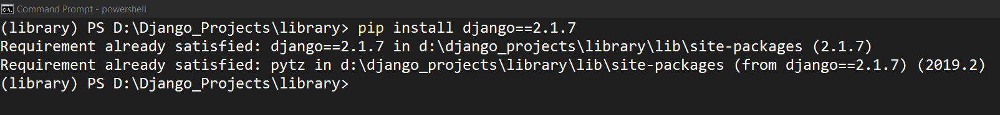 Command Prompt - powershell
(library) PS D:\Django_Projects\library> pip install django==2.1.7
Requirement already satisfied: django==2.1.7 in d:\django_projects\library\lib\site-packages (2.1.7)
Requirement already satisfied: pytz in d:\django_projects\library\lib\site-packages (from django==2.1.7) (2019.2)
(library) PS D:\Django_Projects\library>